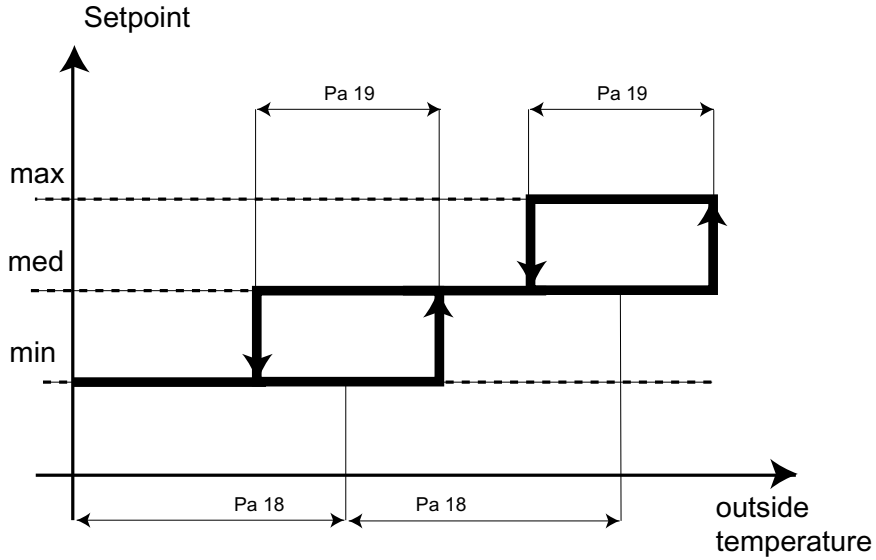 Setpoint
Pa 19
Pa 19
max
med
min
Pa 18
Pa 18
outside
temperature